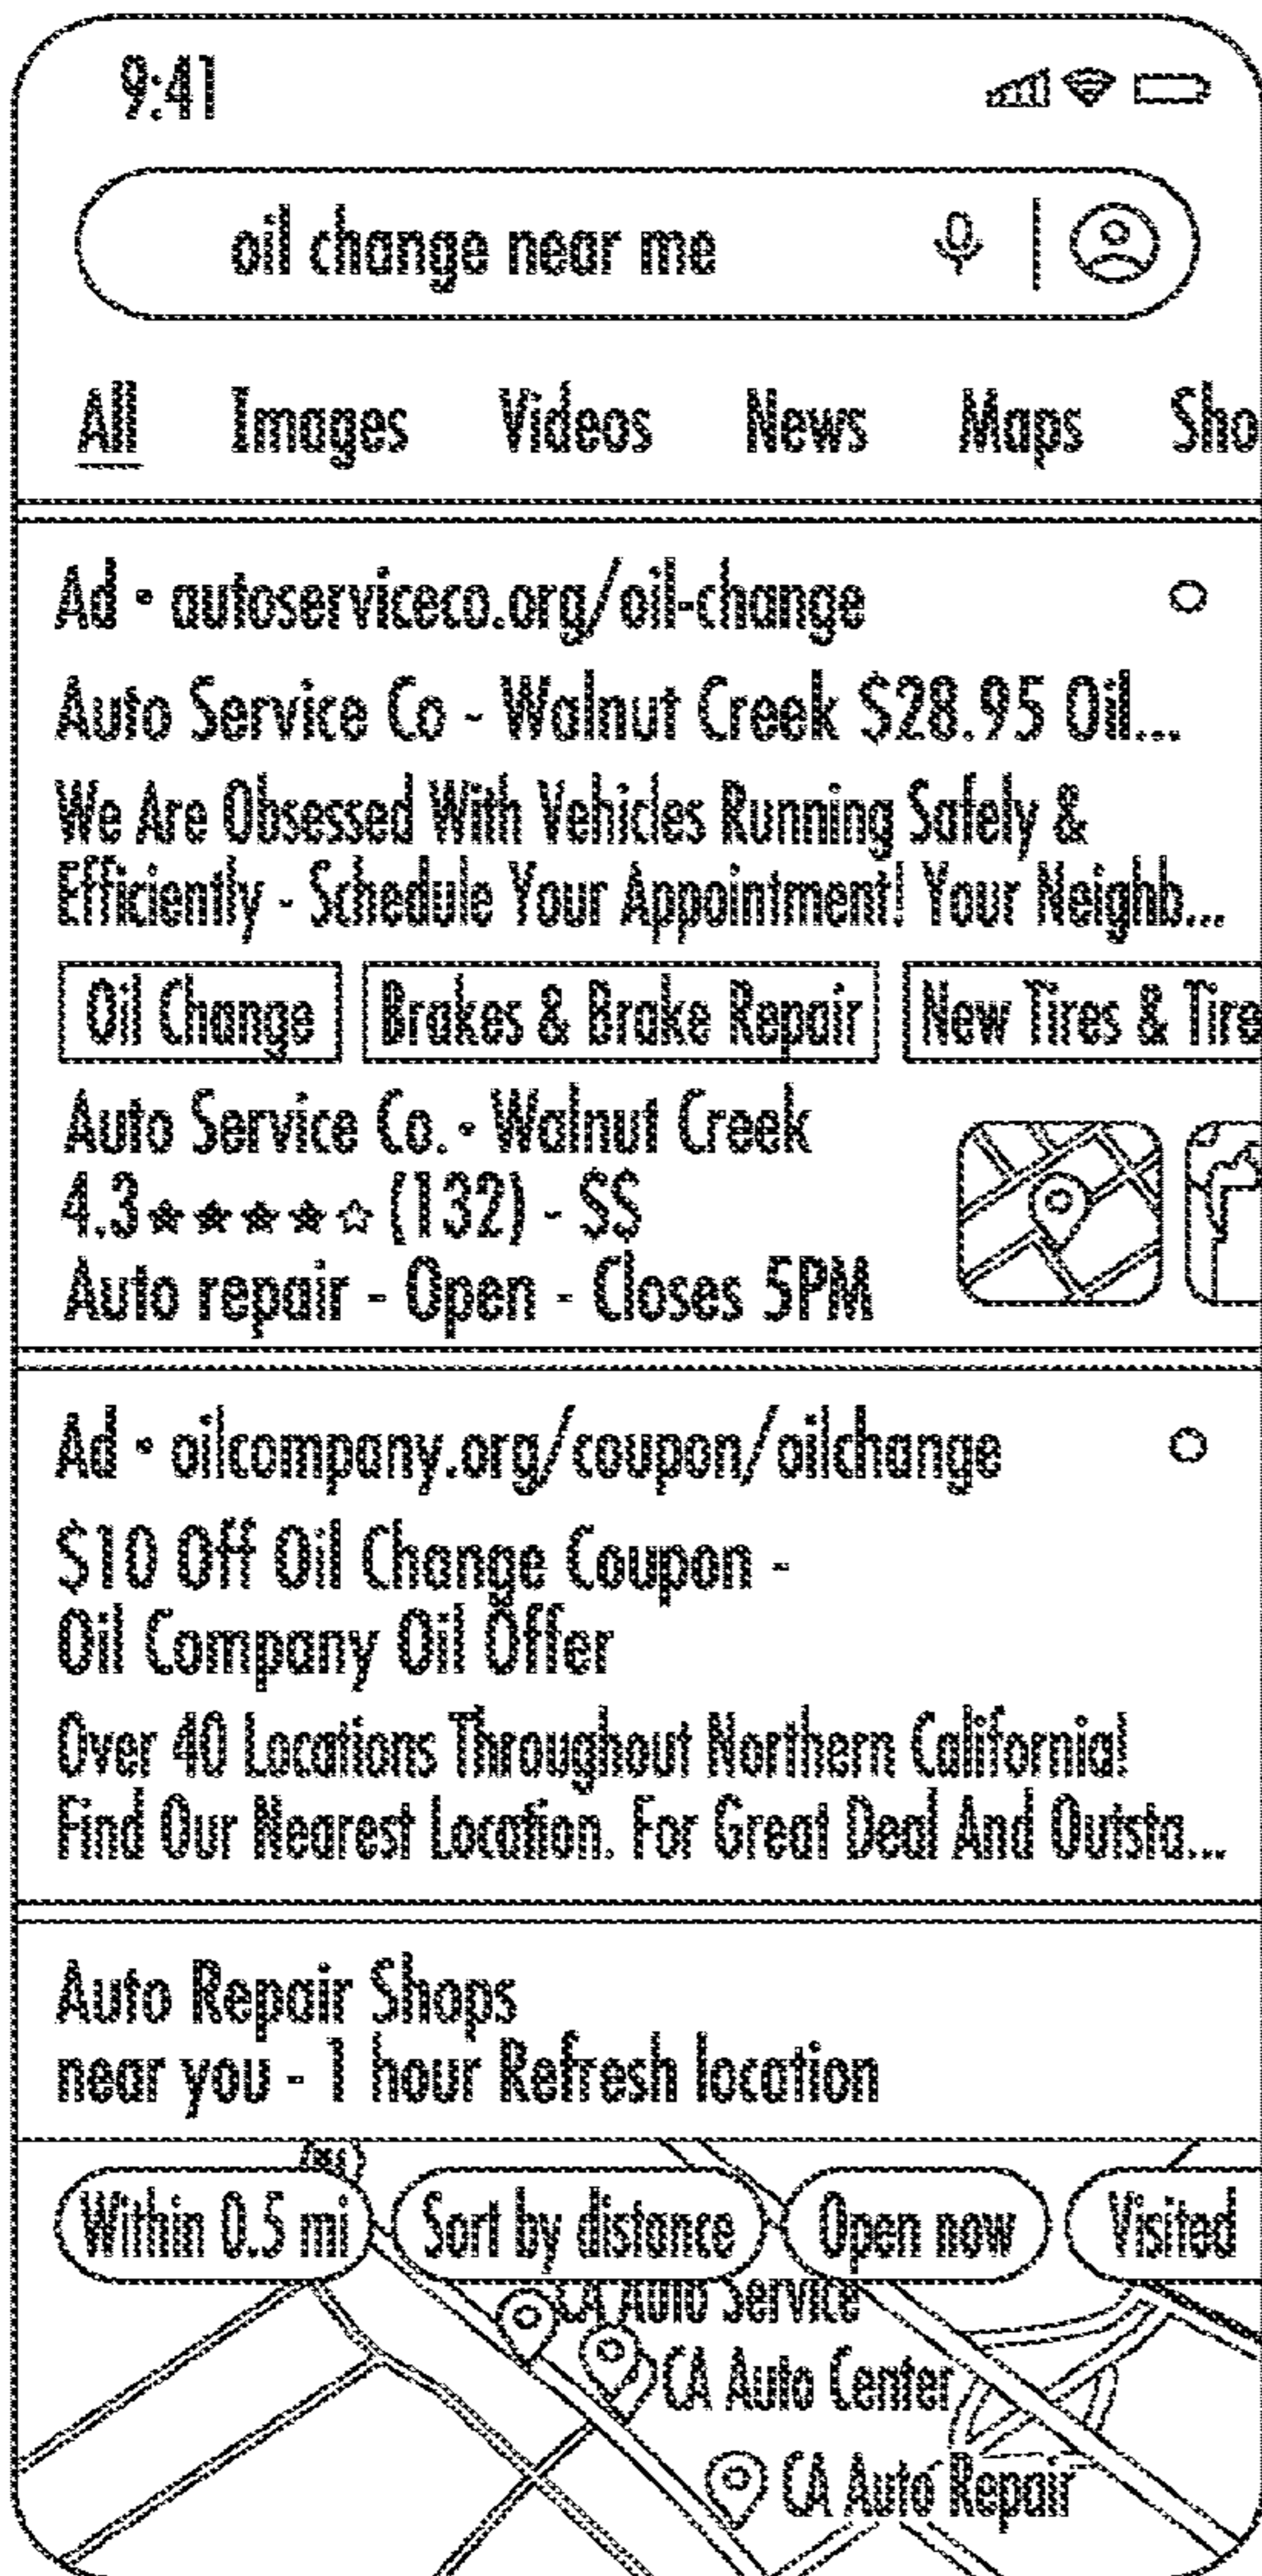 9:41
oil change near me
All Images Videos News Maps Sho
Ad • autoserviceco.org/oil-change
Auto Service Co - Walnut Creek $28.95 Oil...
We Are Obsessed With Vehicles Running Safely &
Efficiently - Schedule Your Appointment! Your Neighb...
Oil Change Brakes & Brake Repair New Tires & Tire
Auto Service Co. • Walnut Creek
4.3★★★★☆ (132) - $$
Auto repair - Open - Closes 5PM
Ad • oilcompany.org/coupon/oilchange
$10 Off Oil Change Coupon -
Oil Company Oil Offer
Over 40 Locations Throughout Northern California!
Find Our Nearest Location. For Great Deal And Outsta...
Auto Repair Shops
near you - 1 hour Refresh location
Within 0.5 mi Sort by distance Open now Visited
CA Auto Service
CA Auto Center
CA Auto Repair